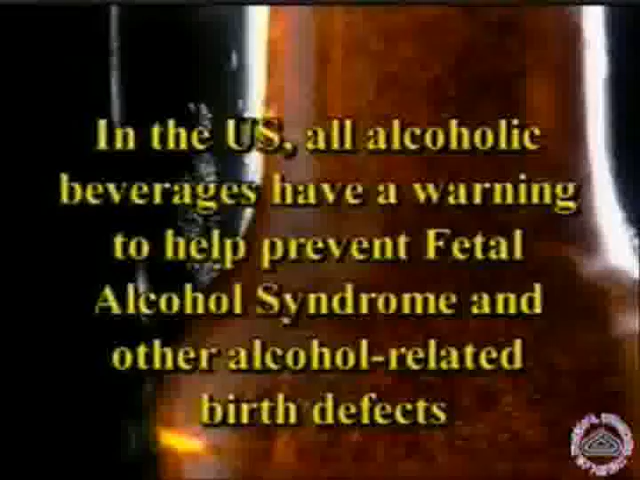 In the US, all alcoholic
beverages have a warning
to help prevent Fetal
Alcohol Syndrome and
other alcohol-related
birth defects